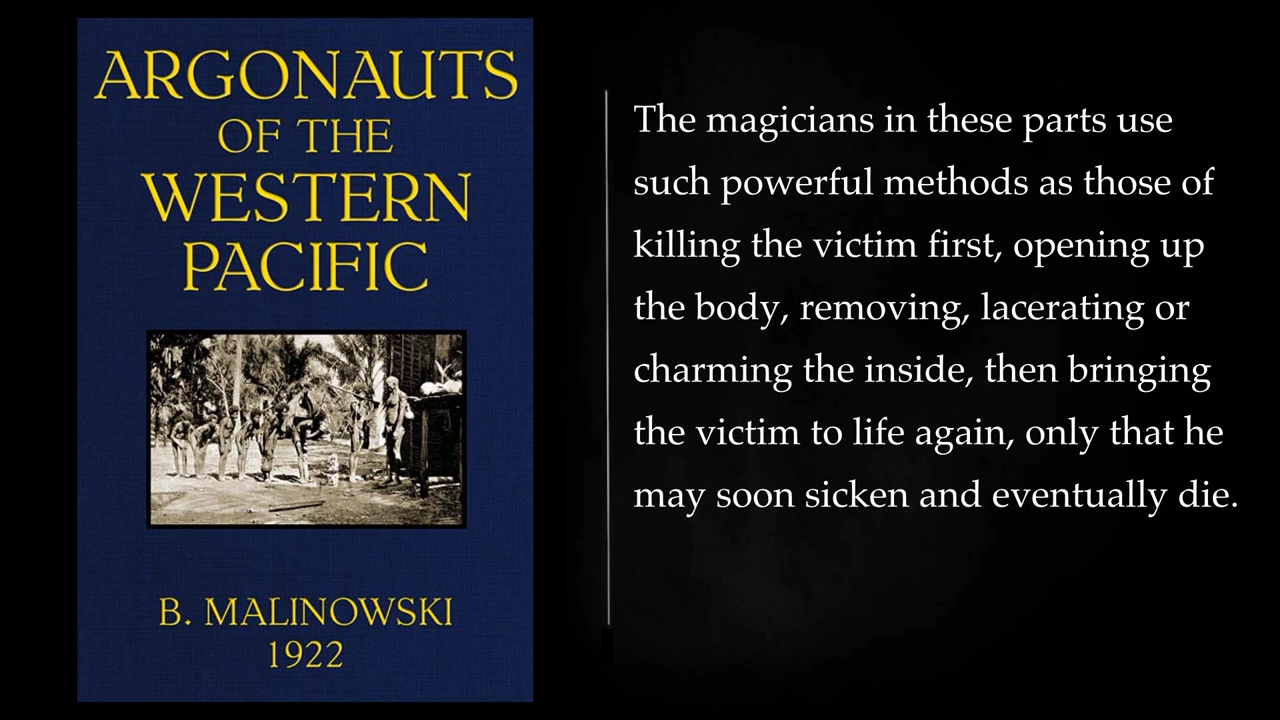 ARGONAUTS
OF THE
WESTERN
PACIFIC
B. MALINOWSKI
1922
The magicians in these parts use
such powerful methods as those of
killing the victim first, opening up
the body, removing, lacerating or
charming the inside, then bringing
the victim to life again, only that he
may soon sicken and eventually die.